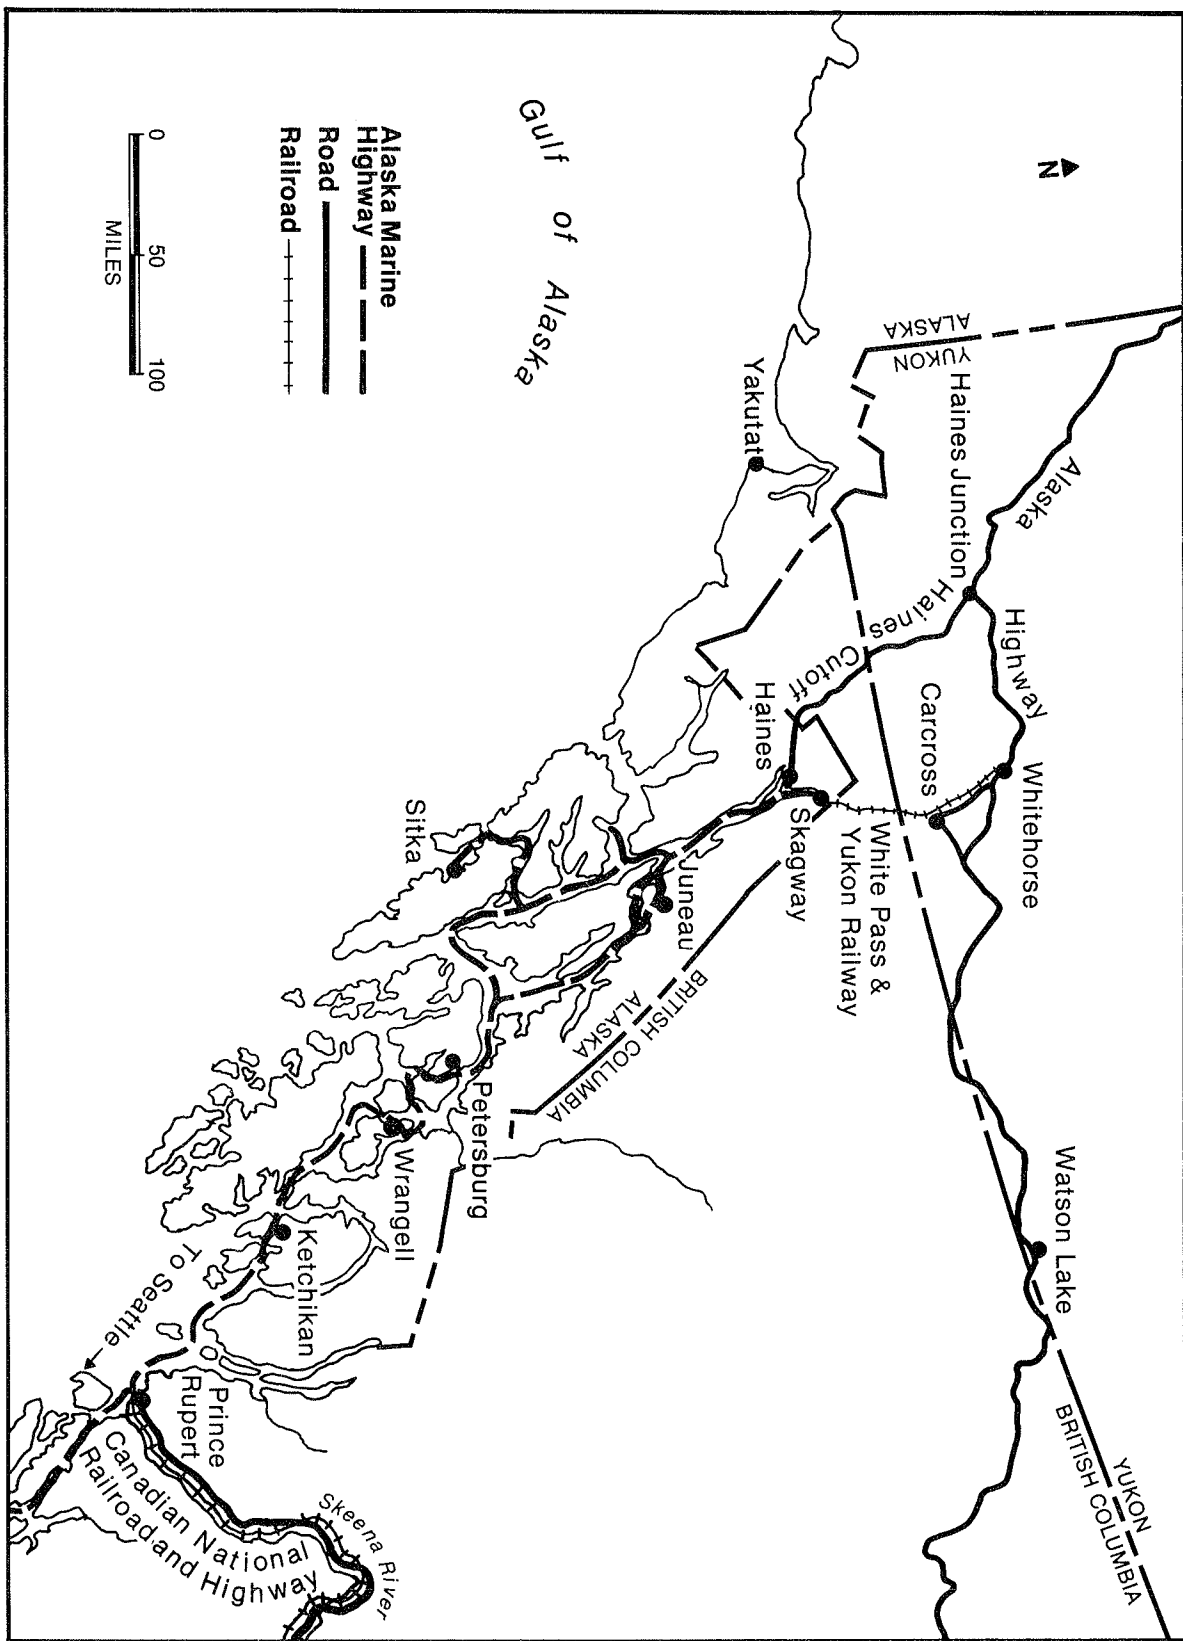 N
ALASKA
YUKON
Alaska
Highway
Haines Junction
Haines
Cutoff
Whitehorse
Carcross
Watson Lake
YUKON
BRITISH COLUMBIA
White Pass &
Yukon Railway
Skagway
Haines
Yakutat
Gulf of Alaska
Juneau
BRITISH COLUMBIA
ALASKA
Sitka
Petersburg
Wrangell
Ketchikan
To Seattle
Prince
Rupert
Skeena River
Canadian National
Railroad and Highway
Alaska Marine
Highway
Road
Railroad
0 50 100
MILES